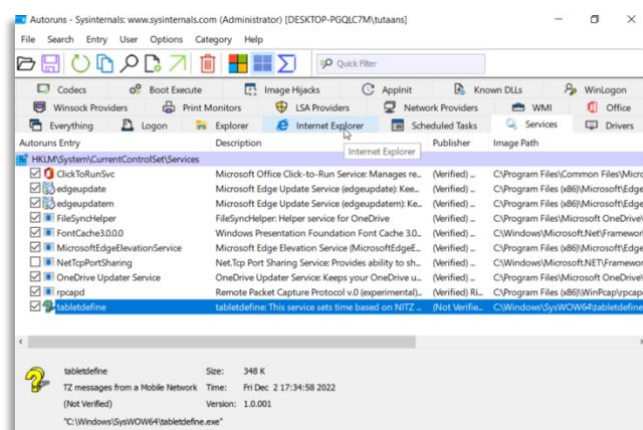 Autoruns - Sysinternals: www.sysinternals.com (Administrator) [DESKTOP-PGQLC7M\tutaans]
File Search Entry User Options Category Help
Quick Filter
Codecs Boot Execute Image Hijacks AppInit Known DLLs WinLogon
Winsock Providers Print Monitors LSA Providers Network Providers WMI Office
Everything Logon Explorer Internet Explorer Scheduled Tasks Services Drivers
Autoruns Entry Description Publisher Image Path
Internet Explorer
HKLM\System\CurrentControlSet\Services
ClickToRunSvc Microsoft Office Click-to-Run Service: Manages re... (Verified) ... C:\Program Files\Common Files\Micro
edgeupdate Microsoft Edge Update Service (edgeupdate): Kee... (Verified) ... C:\Program Files (x86)\Microsoft\Edge
edgeupdatem Microsoft Edge Update Service (edgeupdatem): Ke... (Verified) ... C:\Program Files (x86)\Microsoft\Edge
FileSyncHelper FileSyncHelper: Helper service for OneDrive (Verified) ... C:\Program Files\Microsoft OneDrive\
FontCache3.0.0.0 Windows Presentation Foundation Font Cache 3.0... (Verified) ... C:\Windows\Microsoft.Net\Framewor
MicrosoftEdgeElevationService Microsoft Edge Elevation Service (MicrosoftEdgeE... (Verified) ... C:\Program Files (x86)\Microsoft\Edge
NetTcpPortSharing Net.Tcp Port Sharing Service: Provides ability to sh... (Verified) ... C:\Windows\Microsoft.NET\Framewor
OneDrive Updater Service OneDrive Updater Service: Keeps your OneDrive u... (Verified) ... C:\Program Files\Microsoft OneDrive\
rpcapd Remote Packet Capture Protocol v.0 (experimental)... (Verified) Ri... C:\Program Files (x86)\WinPcap\rpcap
tabletdefine tabletdefine: This service sets time based on NITZ ... (Not Verifie... C:\Windows\SysWOW64\tabletdefine
tabletdefine Size: 348 K
TZ messages from a Mobile Network Time: Fri Dec 2 17:34:58 2022
(Not Verified) Version: 1.0.001
"C:\Windows\SysWOW64\tabletdefine.exe"